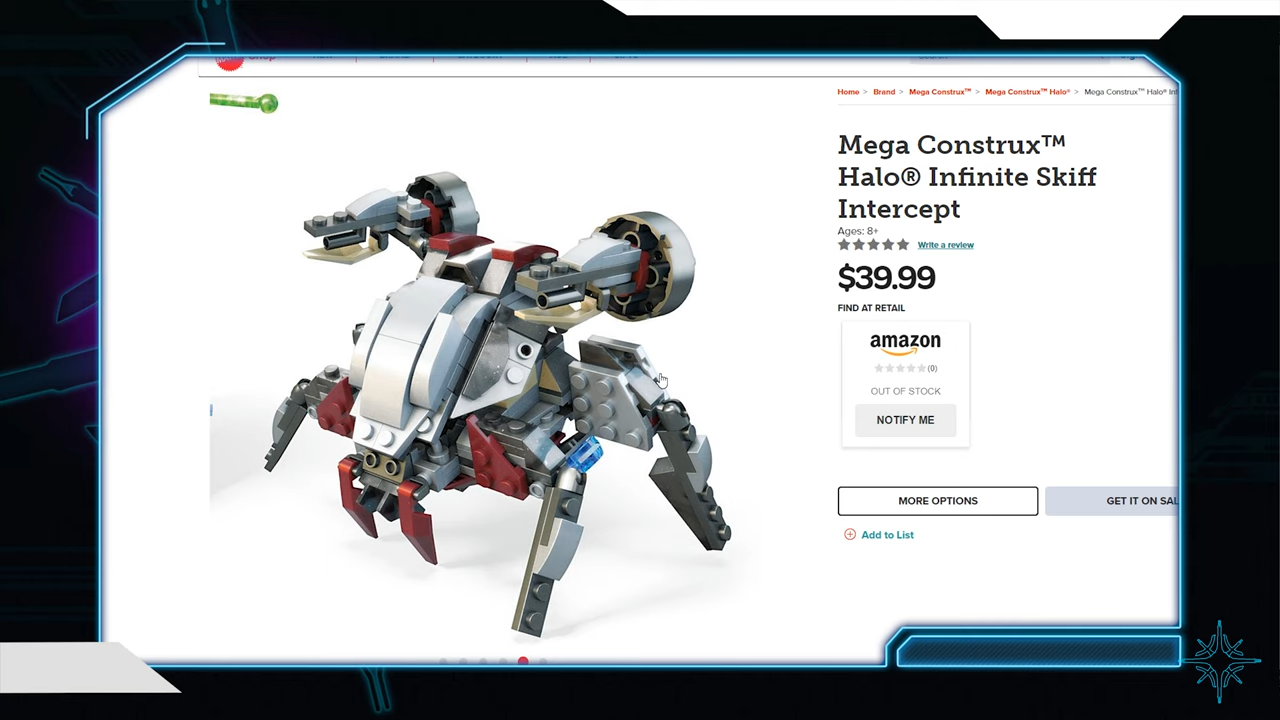 Home > Brand > Mega Construx™ > Mega Construx™ Halo® > Mega Construx™ Halo®
Mega Construx™
Halo® Infinite Skiff
Intercept
Ages: 8+
Write a review
$39.99
FIND AT RETAIL
amazon
(0)
OUT OF STOCK
NOTIFY ME
MORE OPTIONS
GET IT ON SAL
Add to List